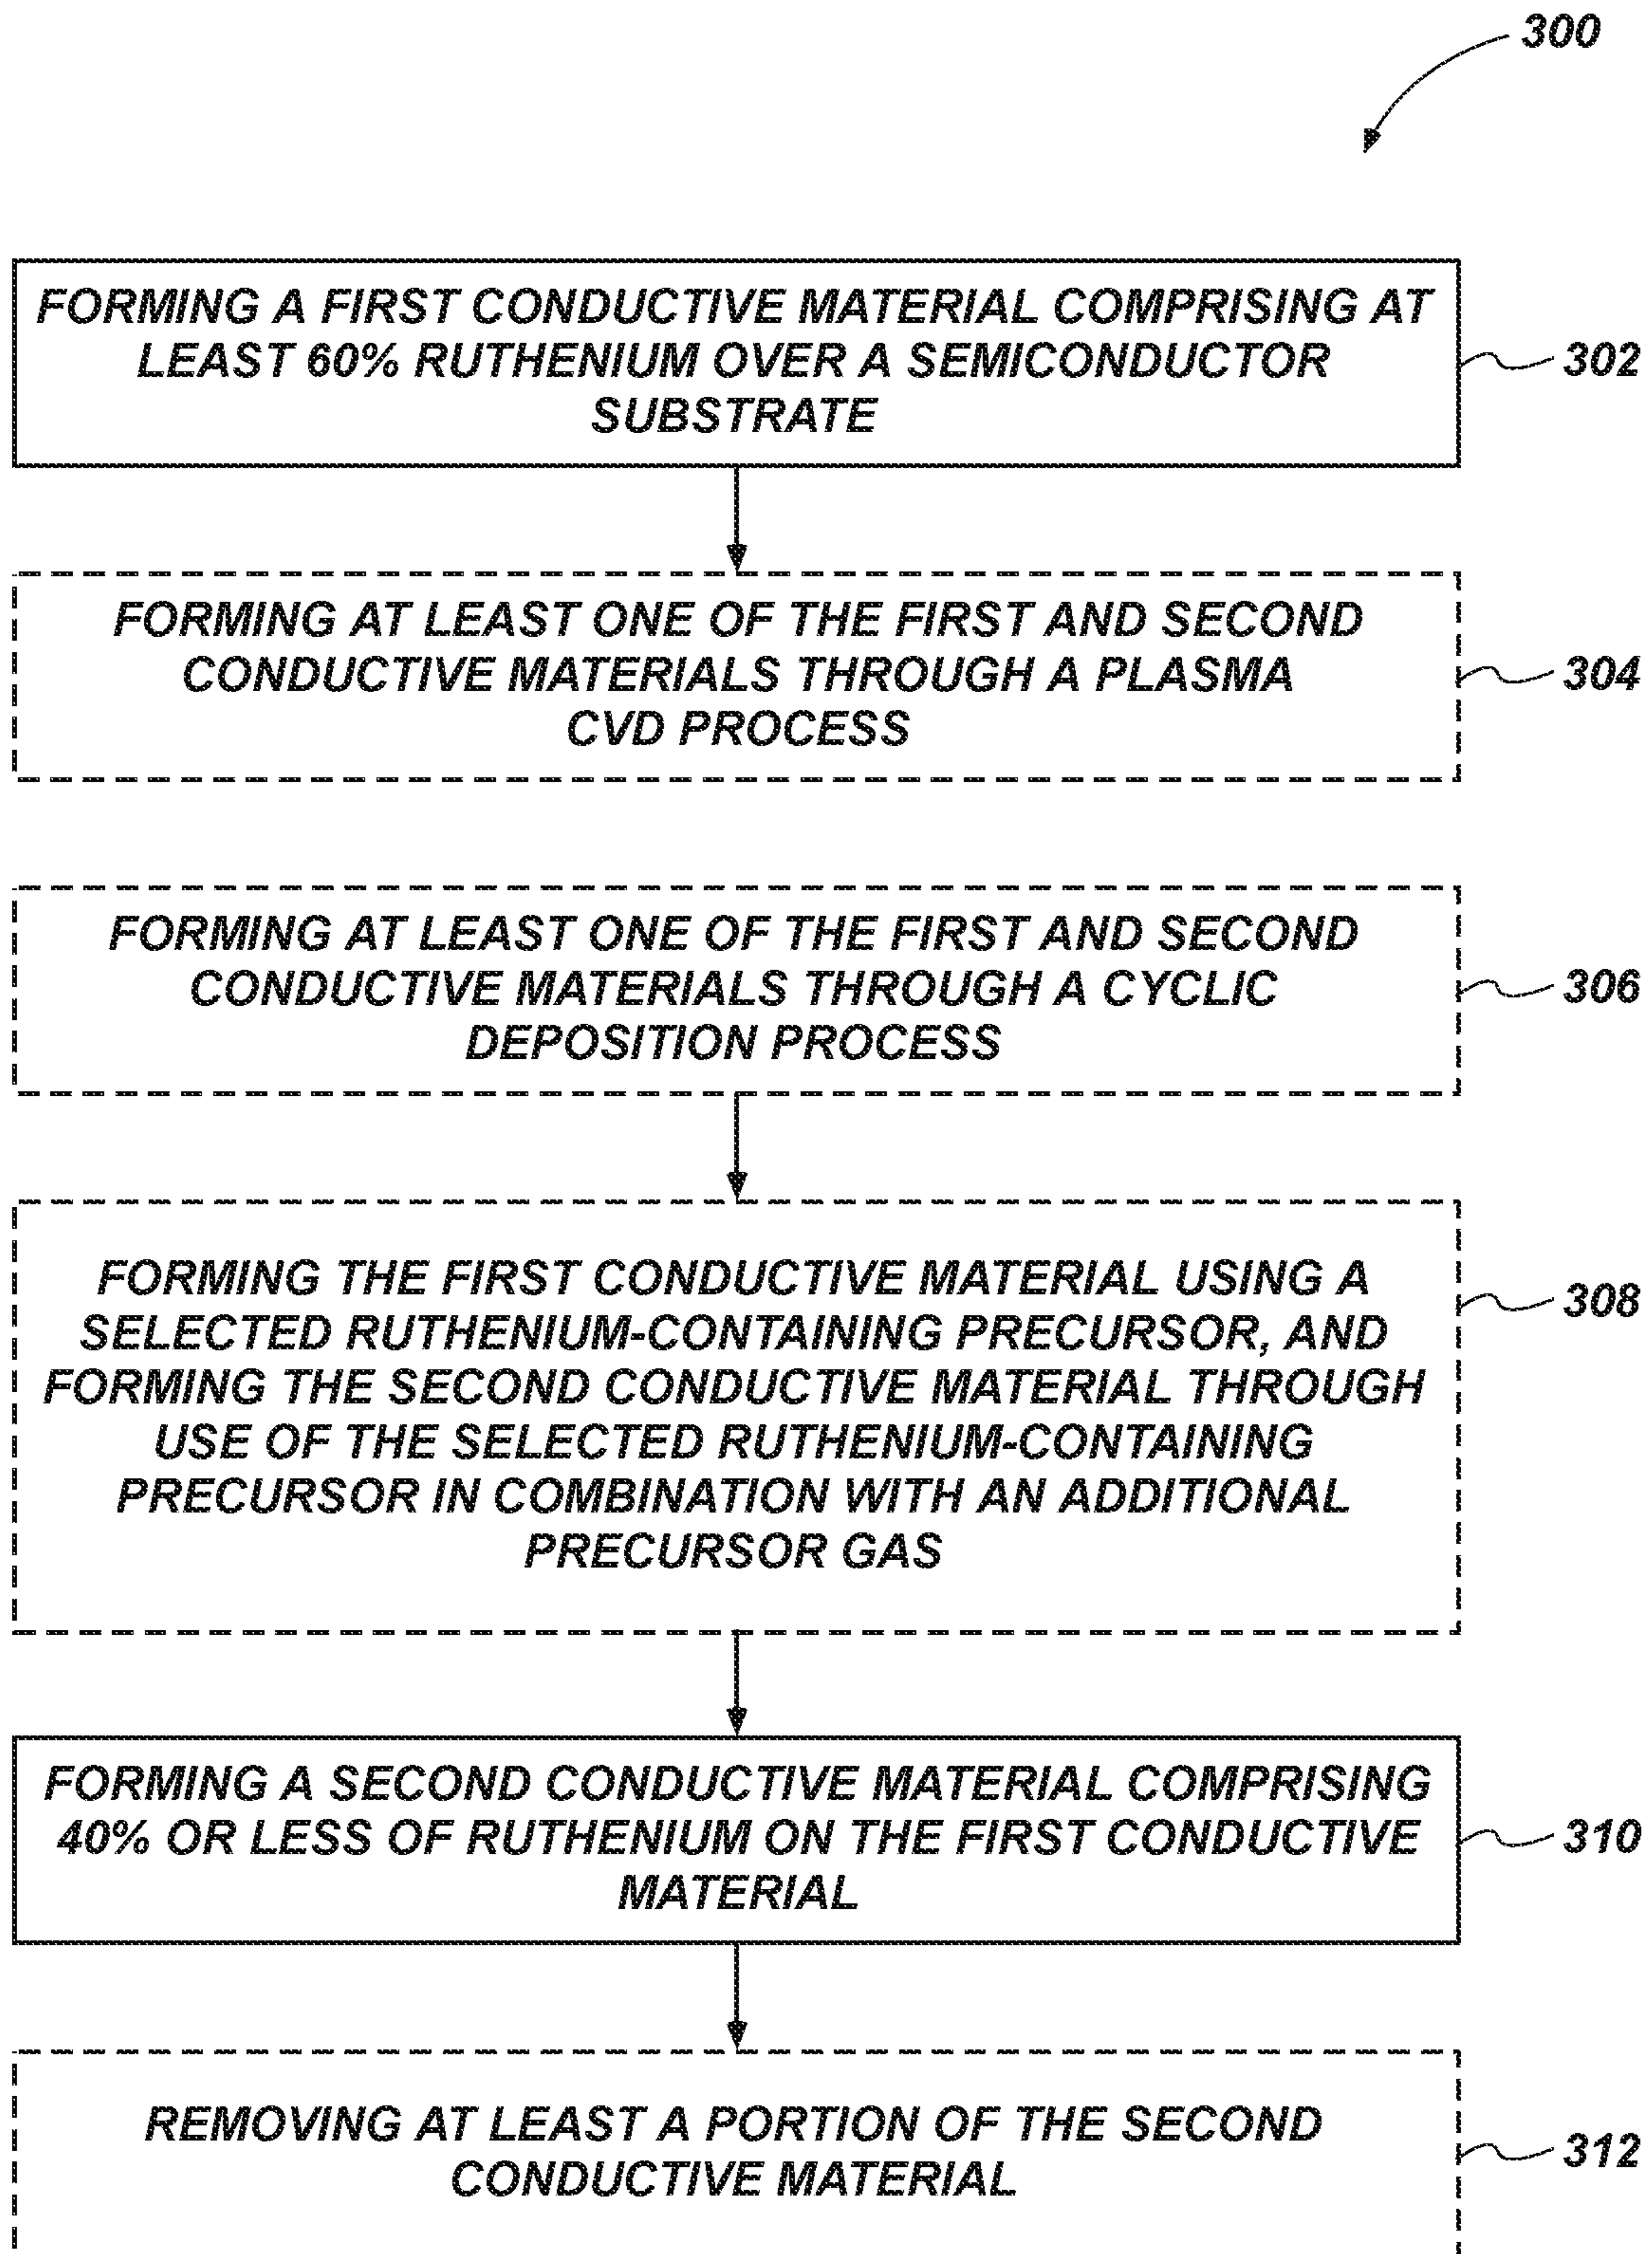 300
FORMING A FIRST CONDUCTIVE MATERIAL COMPRISING AT
LEAST 60% RUTHENIUM OVER A SEMICONDUCTOR
SUBSTRATE
302
FORMING AT LEAST ONE OF THE FIRST AND SECOND
CONDUCTIVE MATERIALS THROUGH A PLASMA
CVD PROCESS
304
FORMING AT LEAST ONE OF THE FIRST AND SECOND
CONDUCTIVE MATERIALS THROUGH A CYCLIC
DEPOSITION PROCESS
306
FORMING THE FIRST CONDUCTIVE MATERIAL USING A
SELECTED RUTHENIUM-CONTAINING PRECURSOR, AND
FORMING THE SECOND CONDUCTIVE MATERIAL THROUGH
USE OF THE SELECTED RUTHENIUM-CONTAINING
PRECURSOR IN COMBINATION WITH AN ADDITIONAL
PRECURSOR GAS
308
FORMING A SECOND CONDUCTIVE MATERIAL COMPRISING
40% OR LESS OF RUTHENIUM ON THE FIRST CONDUCTIVE
MATERIAL
310
REMOVING AT LEAST A PORTION OF THE SECOND
CONDUCTIVE MATERIAL
312